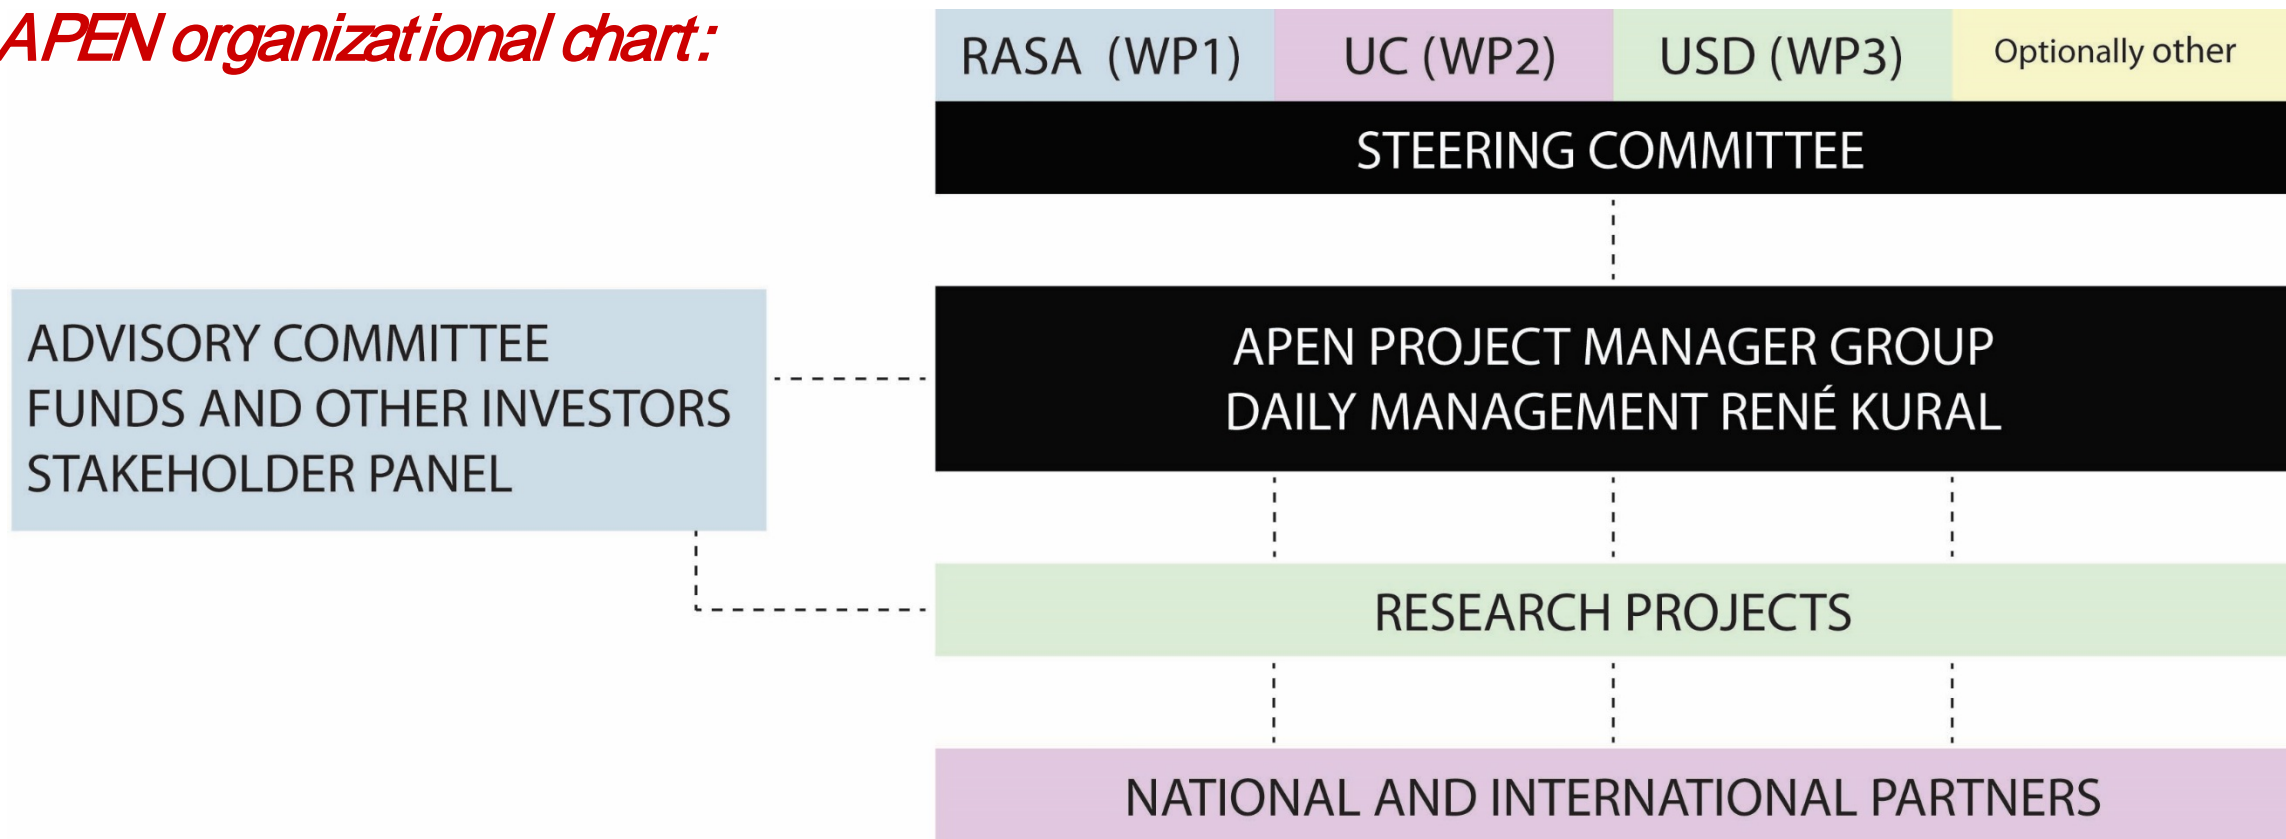 APEN organizational chart:
RASA (WP1) UC (WP2) USD (WP3) Optionally other
STEERING COMMITTEE
ADVISORY COMMITTEE
FUNDS AND OTHER INVESTORS
STAKEHOLDER PANEL
APEN PROJECT MANAGER GROUP
DAILY MANAGEMENT RENÉ KURAL
RESEARCH PROJECTS
NATIONAL AND INTERNATIONAL PARTNERS